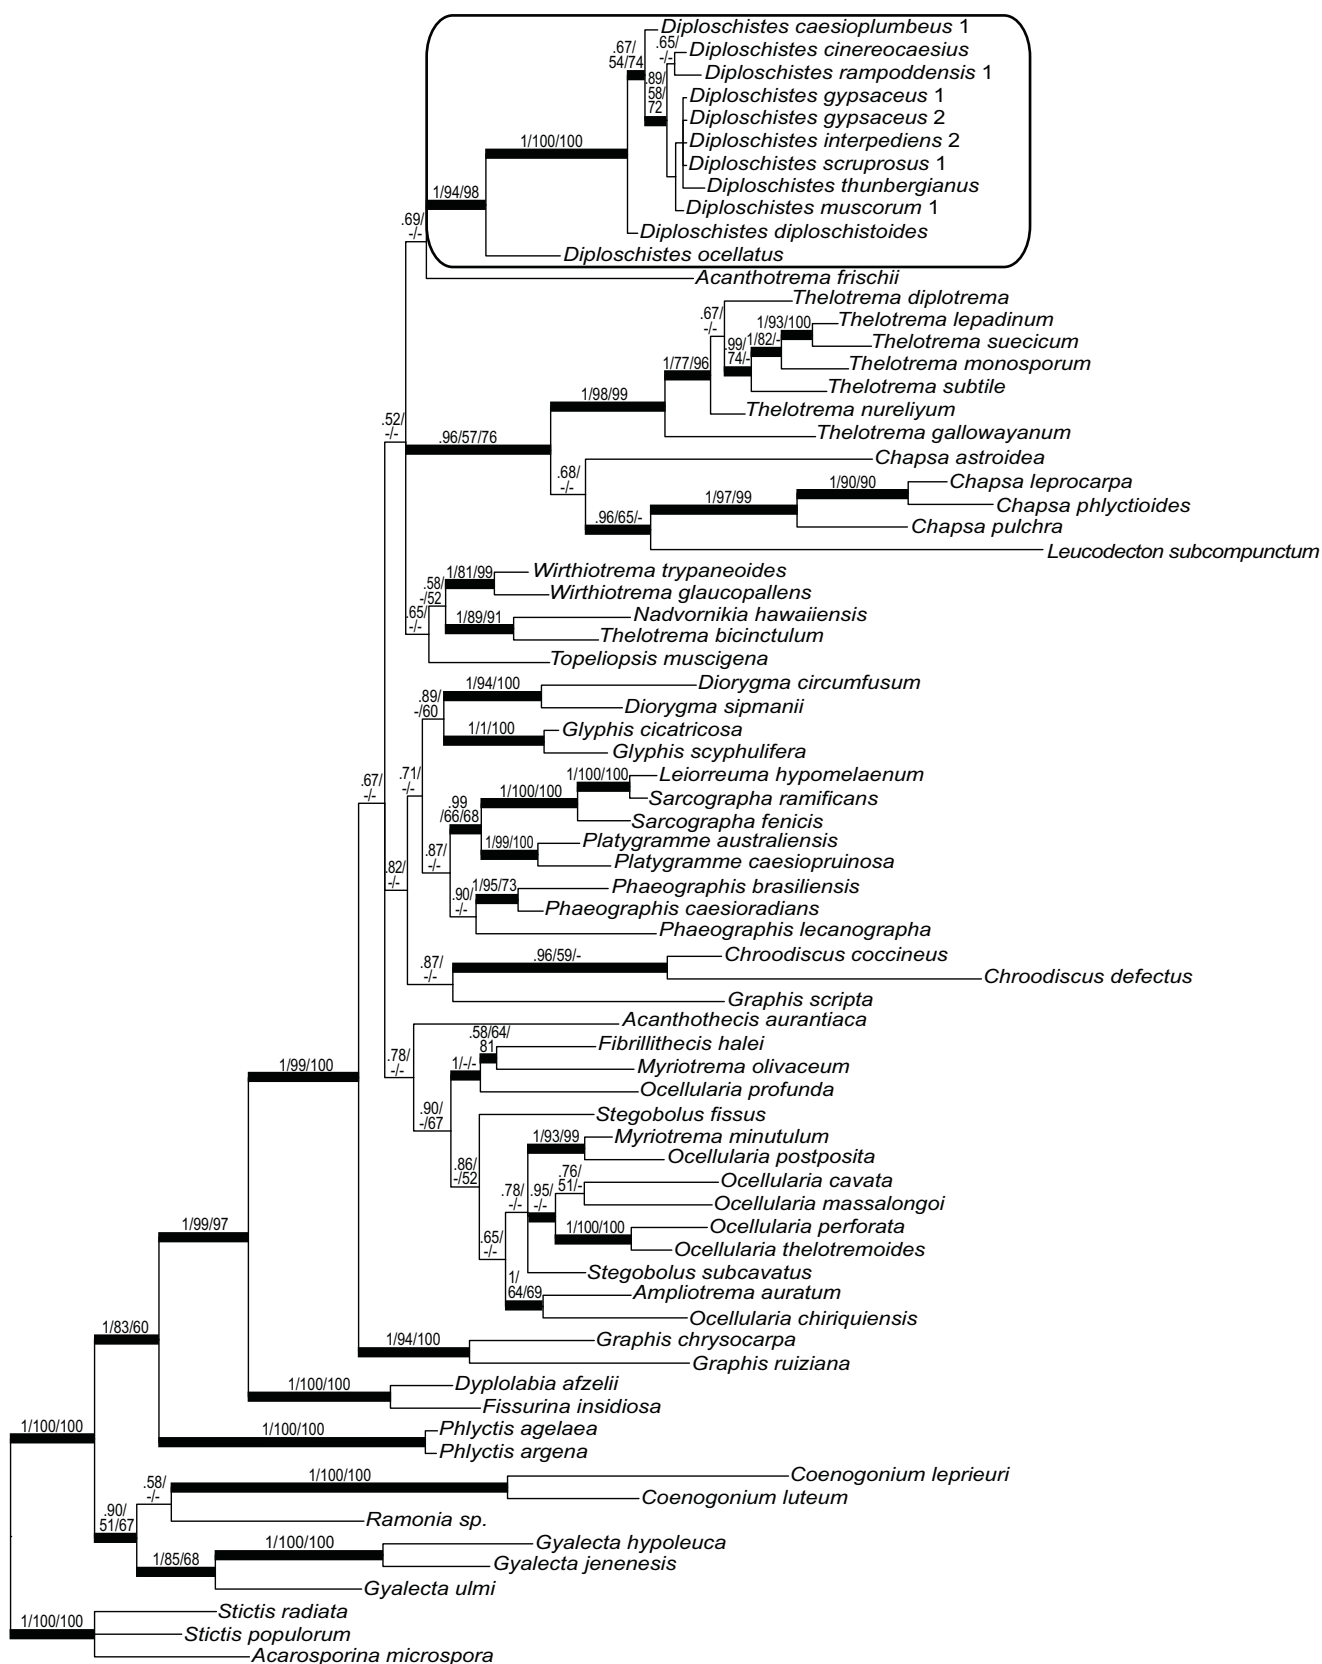 Diploschistes caesioplumbeus 1
.65/
-/-
Diploschistes cinereocaesius
.67/
54/74
Diploschistes rampoddensis 1
.89/
58/
72
Diploschistes gypsaceus 1
Diploschistes gypsaceus 2
1/100/100
Diploschistes interpediens 2
Diploschistes scruprosus 1
Diploschistes thunbergianus
1/94/98
Diploschistes muscorum 1
.69/
-/-
Diploschistes diploschistoides
Diploschistes ocellatus
Acanthotrema frischii
Thelotrema diplotrema
.67/
-/-
1/93/100
Thelotrema lepadinum
.99/
74/-
1/82/-
Thelotrema suecicum
1/77/96
Thelotrema monosporum
Thelotrema subtile
1/98/99
Thelotrema nureliyum
.52/
-/-
.96/57/76
Thelotrema gallowayanum
Chapsa astroidea
.68/
-/-
1/90/90
Chapsa leprocarpa
1/97/99
Chapsa phlyctioides
.96/65/-
Chapsa pulchra
Leucodecton subcompunctum
1/81/99
Wirthiotrema trypaneoides
.58/
-/52
Wirthiotrema glaucopallens
.65/
-/-
1/89/91
Nadvornikia hawaiiensis
Thelotrema bicinctulum
Topeliopsis muscigena
1/94/100
Diorygma circumfusum
.89/
-/60
Diorygma sipmanii
1/1/100
Glyphis cicatricosa
Glyphis scyphulifera
.67/
-/-
.71/
-/-
1/100/100
Leiorreuma hypomelaenum
1/100/100
Sarcographa ramificans
.99
/66/68
Sarcographa fenicis
1/99/100
Platygramme australiensis
.87/
-/-
Platygramme caesiopruinosa
.82/
-/-
1/95/73
Phaeographis brasiliensis
.90/
-/-
Phaeographis caesioradians
Phaeographis lecanographa
.96/59/-
Chroodiscus coccineus
.87/
-/-
Chroodiscus defectus
Graphis scripta
Acanthothecis aurantiaca
.58/64/
81
Fibrillithecis halei
.78/
-/-
1/-/-
Myriotrema olivaceum
1/99/100
Ocellularia profunda
.90/
-/67
Stegobolus fissus
1/93/99
Myriotrema minutulum
Ocellularia postposita
.86/
-/52
.76/
51/-
Ocellularia cavata
.78/
-/-
.95/
-/-
Ocellularia massalongoi
1/99/97
1/100/100
Ocellularia perforata
.65/
-/-
Ocellularia thelotremoides
Stegobolus subcavatus
1/
64/69
Ampliotrema auratum
Ocellularia chiriquiensis
1/83/60
1/94/100
Graphis chrysocarpa
Graphis ruiziana
1/100/100
Dyplolabia afzelii
Fissurina insidiosa
1/100/100
1/100/100
Phlyctis agelaea
Phlyctis argena
.58/
-/-
1/100/100
Coenogonium leprieuri
Coenogonium luteum
.90/
51/67
Ramonia sp.
1/100/100
Gyalecta hypoleuca
1/85/68
Gyalecta jenenesis
Gyalecta ulmi
1/100/100
Stictis radiata
Stictis populorum
Acarosporina microspora